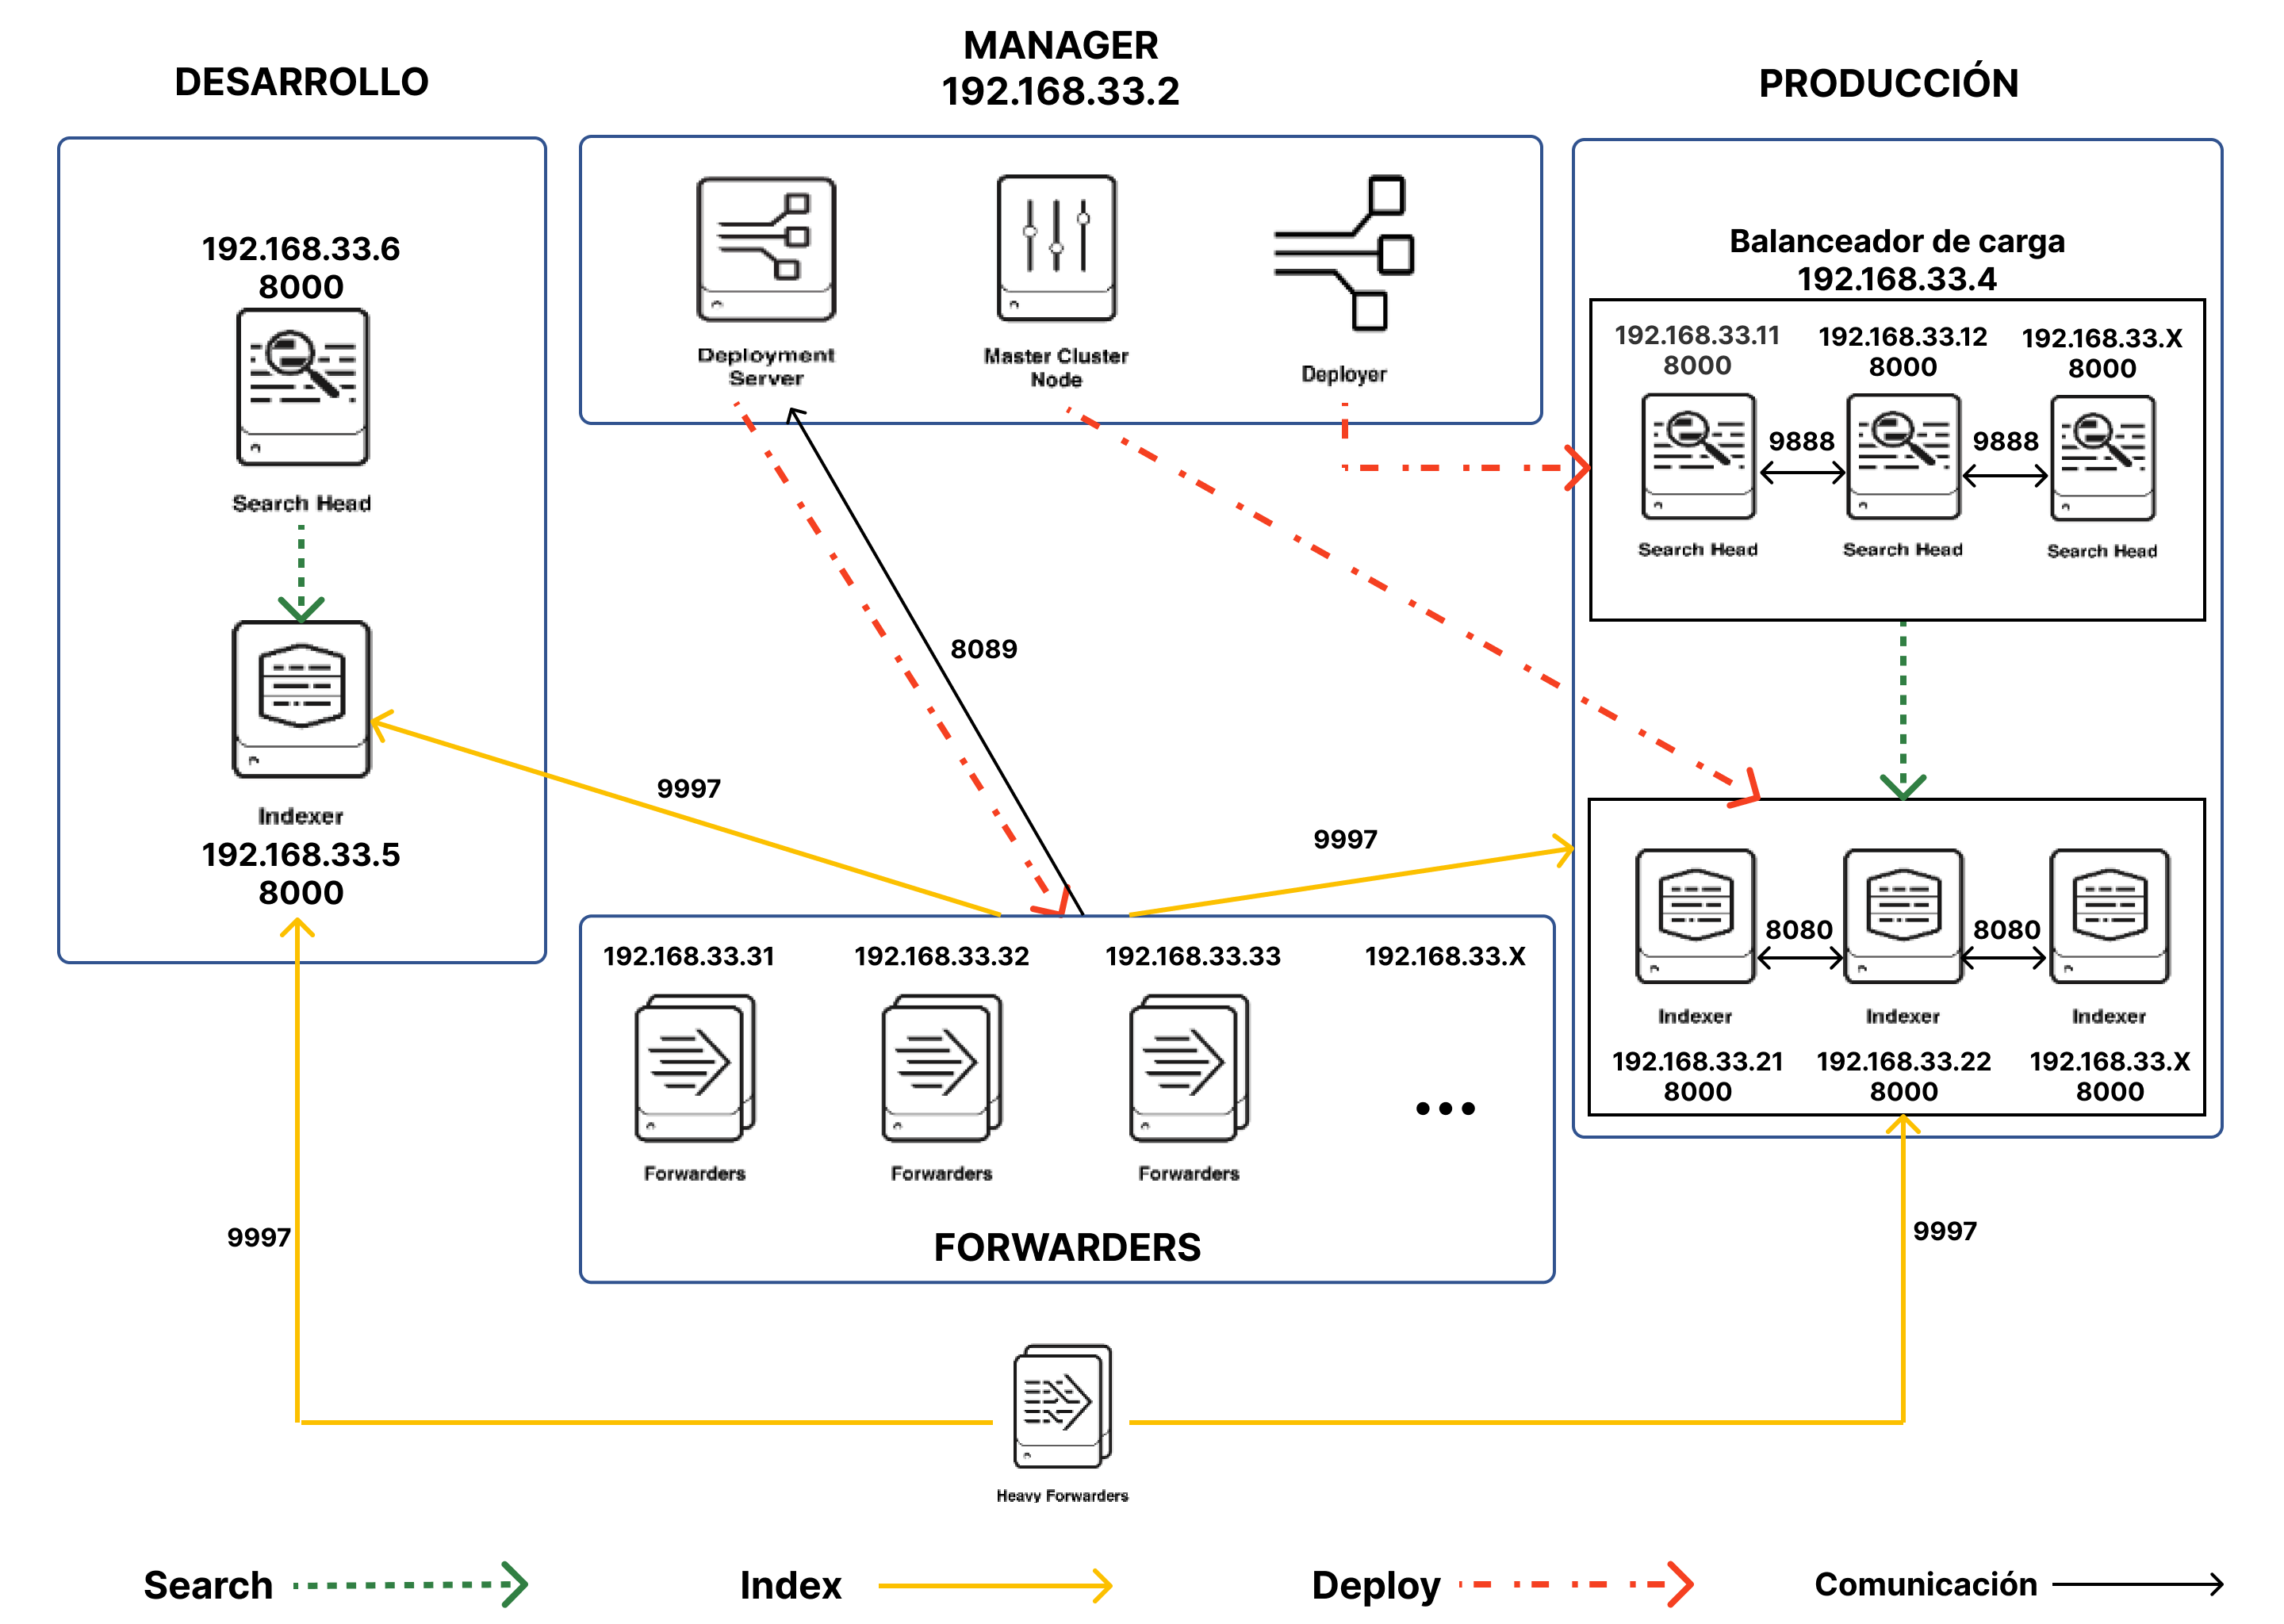 MANAGER
192.168.33.2
DESARROLLO
PRODUCCIÓN
192.168.33.6
8000
Search Head
Indexer
192.168.33.5
8000
Deployment
Server
Master Cluster
Node
Deployer
Balanceador de carga
192.168.33.4
192.168.33.11
8000
192.168.33.12
8000
192.168.33.X
8000
9888
9888
Search Head
Search Head
Search Head
8089
9997
9997
8080
8080
Indexer
Indexer
Indexer
192.168.33.21
8000
192.168.33.22
8000
192.168.33.X
8000
192.168.33.31
192.168.33.32
192.168.33.33
192.168.33.X
Forwarders
Forwarders
Forwarders
...
FORWARDERS
9997
9997
Heavy Forwarders
Search
Index
Deploy
Comunicación